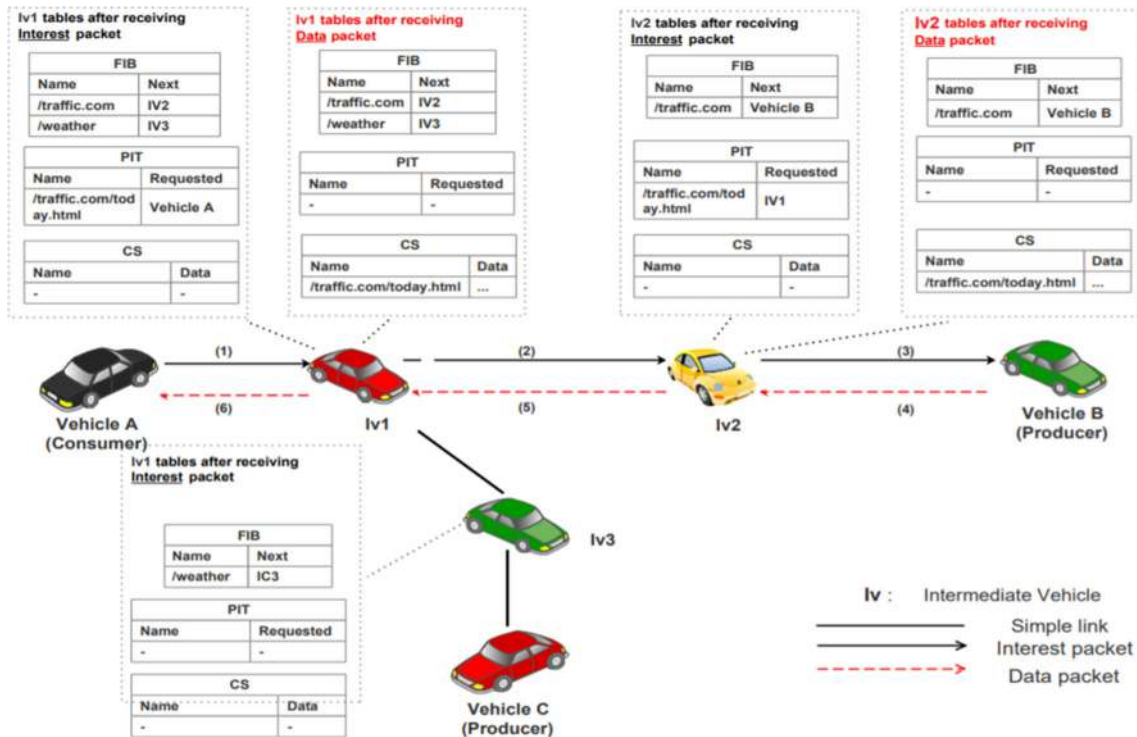 Iv1 tables after receiving
Interest packet
FIB
Name Next
/traffic.com IV2
/weather IV3
PIT
Name Requested
/traffic.com/tod
ay.html Vehicle A
CS
Name Data
- -
Iv1 tables after receiving
Data packet
FIB
Name Next
/traffic.com IV2
/weather IV3
PIT
Name Requested
- -
CS
Name Data
/traffic.com/today.html ...
Iv2 tables after receiving
Interest packet
FIB
Name Next
/traffic.com Vehicle B
PIT
Name Requested
/traffic.com/tod
ay.html IV1
CS
Name Data
- -
Iv2 tables after receiving
Data packet
FIB
Name Next
/traffic.com Vehicle B
PIT
Name Requested
- -
CS
Name Data
/traffic.com/today.html ...
(1) (2) (3)
(6) (5) (4)
Vehicle A
(Consumer)
Iv1
Iv2
Vehicle B
(Producer)
Iv1 tables after receiving
Interest packet
FIB
Name Next
/weather IC3
PIT
Name Requested
- -
CS
Name Data
- -
Iv3
Vehicle C
(Producer)
Iv : Intermediate Vehicle
Simple link
Interest packet
Data packet